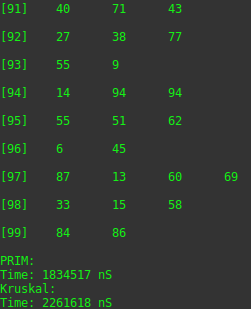 [91] 40 71 43
[92] 27 38 77
[93] 55 9
[94] 14 94 94
[95] 55 51 62
[96] 6 45
[97] 87 13 60 69
[98] 33 15 58
[99] 84 86
PRIM:
Time: 1834517 nS
Kruskal:
Time: 2261618 nS